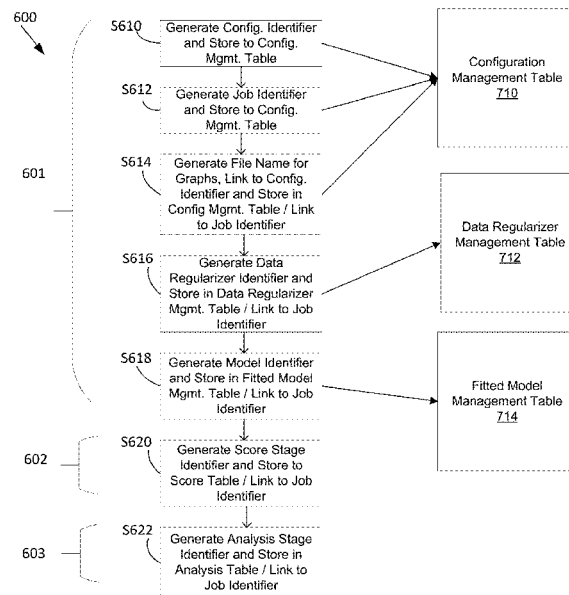 600
601
S610
Generate Config. Identifier
and Store to Config.
Mgmt. Table
S612
Generate Job Identifier
and Store to Config.
Mgmt. Table
S614
Generate File Name for
Graphs, Link to Config.
Identifier and Store in
Config Mgmt. Table / Link
to Job Identifier
S616
Generate Data
Regularizer Identifier and
Store in Data Regularizer
Mgmt. Table / Link to Job
Identifier
S618
Generate Model Identifier
and Store in Fitted Model
Mgmt. Table / Link to Job
Identifier
602
S620
Generate Score Stage
Identifier and Store to
Score Table / Link to Job
Identifier
603
S622
Generate Analysis Stage
Identifier and Store in
Analysis Table / Link to
Job Identifier
Configuration
Management Table
710
Data Regularizer
Management Table
712
Fitted Model
Management Table
714